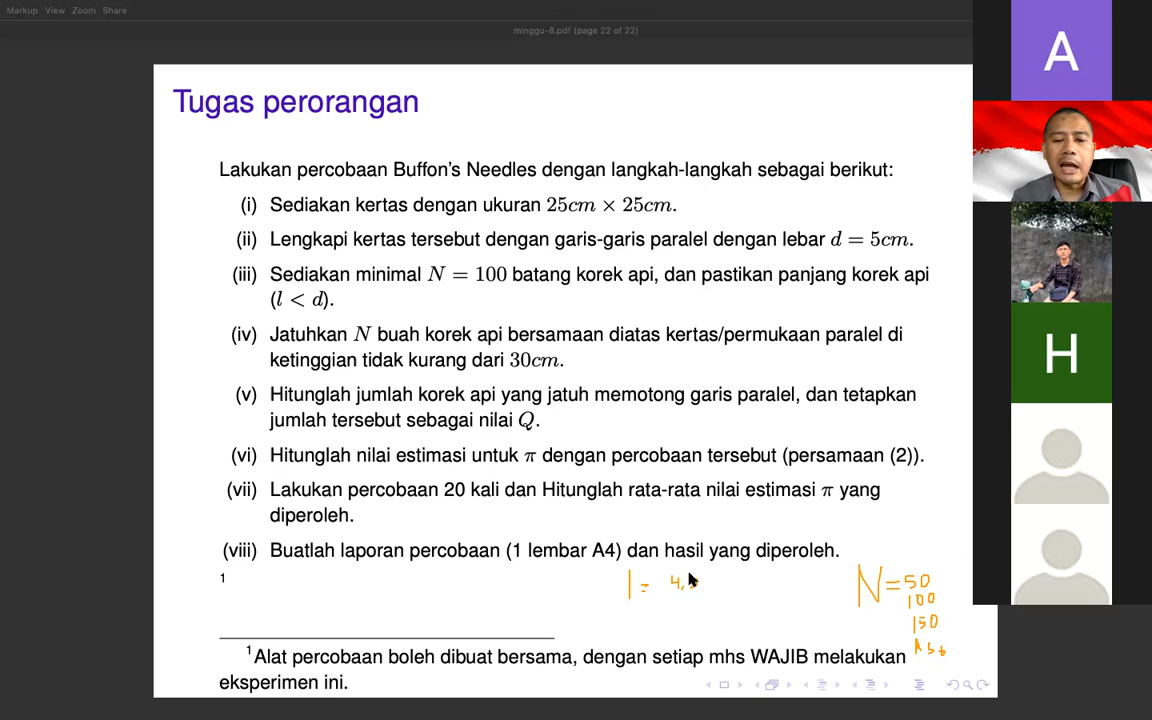 Markup View Zoom Share
minggu-8.pdf (page 22 of 22)
A
Tugas perorangan
Lakukan percobaan Buffon's Needles dengan langkah-langkah sebagai berikut:
(i) Sediakan kertas dengan ukuran 25cm × 25cm.
(ii) Lengkapi kertas tersebut dengan garis-garis paralel dengan lebar d = 5cm.
(iii) Sediakan minimal N = 100 batang korek api, dan pastikan panjang korek api
(l < d).
(iv) Jatuhkan N buah korek api bersamaan diatas kertas/permukaan paralel di
ketinggian tidak kurang dari 30cm.
H
(v) Hitunglah jumlah korek api yang jatuh memotong garis paralel, dan tetapkan
jumlah tersebut sebagai nilai Q.
(vi) Hitunglah nilai estimasi untuk π dengan percobaan tersebut (persamaan (2)).
(vii) Lakukan percobaan 20 kali dan Hitunglah rata-rata nilai estimasi π yang
diperoleh.
(viii) Buatlah laporan percobaan (1 lembar A4) dan hasil yang diperoleh.
1
l = 4,
N = 50
100
150
1 Alat percobaan boleh dibuat bersama, dengan setiap mhs WAJIB melakukan
eksperimen ini.